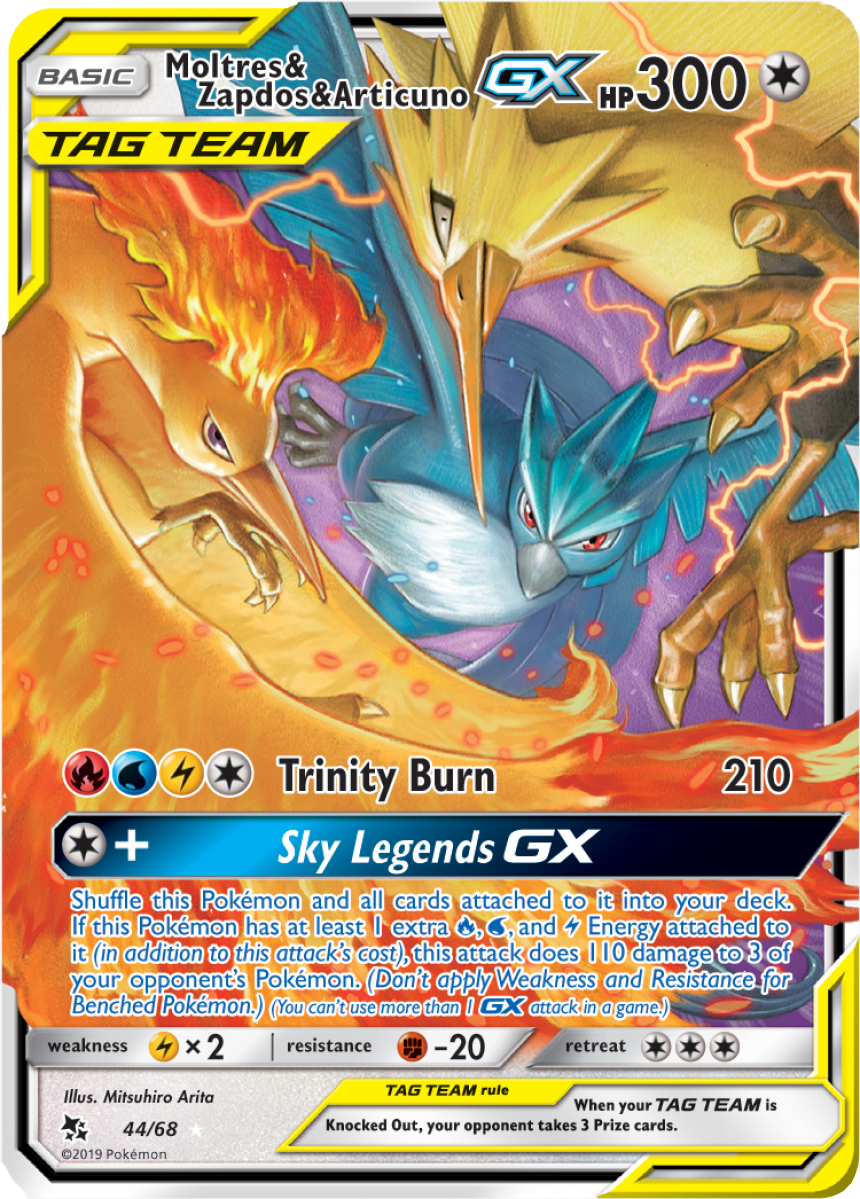 BASIC
Moltres&
Zapdos&Articuno GX HP300
TAG TEAM
Trinity Burn 210
+ Sky Legends GX
Shuffle this Pokémon and all cards attached to it into your deck.
If this Pokémon has at least 1 extra , , and Energy attached to
it (in addition to this attack's cost), this attack does 110 damage to 3 of
your opponent's Pokémon. (Don't apply Weakness and Resistance for
Benched Pokémon.) (You can't use more than 1 GX attack in a game.)
weakness ×2 resistance -20 retreat
Illus. Mitsuhiro Arita
44/68
©2019 Pokémon
TAG TEAM rule
When your TAG TEAM is
Knocked Out, your opponent takes 3 Prize cards.